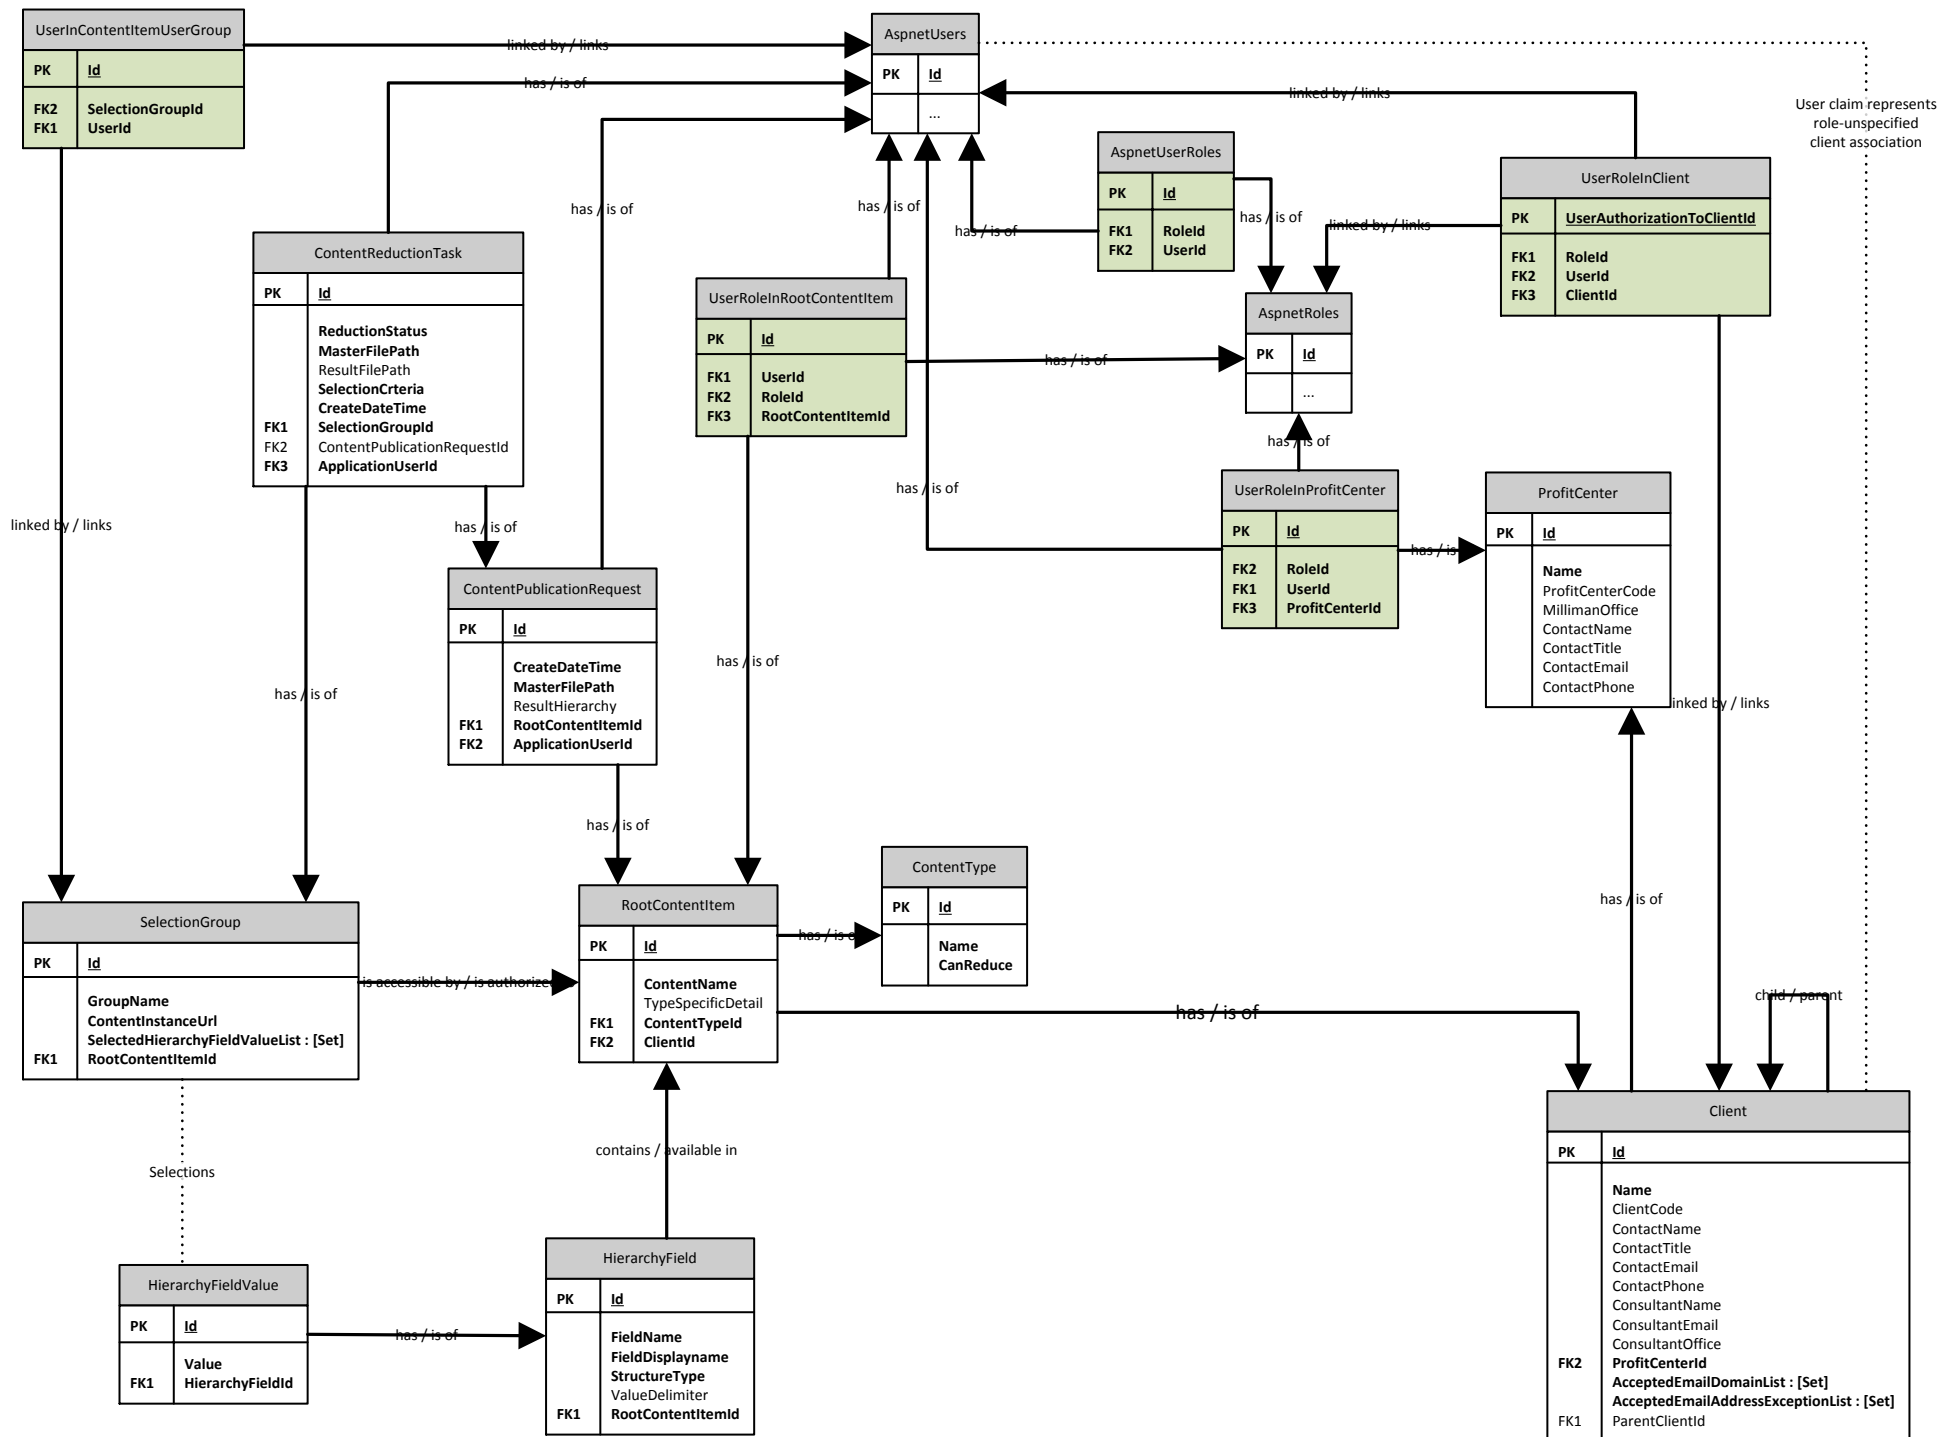 UserInContentItemUserGroup
PK Id
FK2 SelectionGroupId
FK1 UserId
linked by / links
AspnetUsers
PK Id
...
has / is of
linked by / links
User claim represents
role-unspecified
client association
AspnetUserRoles
PK Id
FK1 RoleId
FK2 UserId
UserRoleInClient
PK UserAuthorizationToClientId
FK1 RoleId
FK2 UserId
FK3 ClientId
has / is of
has / is of
has / is of
has / is of
linked by / links
ContentReductionTask
PK Id
ReductionStatus
MasterFilePath
ResultFilePath
SelectionCrteria
CreateDateTime
FK1 SelectionGroupId
FK2 ContentPublicationRequestId
FK3 ApplicationUserId
UserRoleInRootContentItem
PK Id
FK1 UserId
FK2 RoleId
FK3 RootContentItemId
has / is of
AspnetRoles
PK Id
...
has / is of
has / is of
UserRoleInProfitCenter
PK Id
FK2 RoleId
FK1 UserId
FK3 ProfitCenterId
has / is
ProfitCenter
PK Id
Name
ProfitCenterCode
MillimanOffice
ContactName
ContactTitle
ContactEmail
ContactPhone
linked by / links
has / is of
ContentPublicationRequest
PK Id
CreateDateTime
MasterFilePath
ResultHierarchy
FK1 RootContentItemId
FK2 ApplicationUserId
has / is of
has / is of
inked by / links
has / is of
ContentType
PK Id
Name
CanReduce
has / is of
SelectionGroup
PK Id
GroupName
ContentInstanceUrl
SelectedHierarchyFieldValueList : [Set]
FK1 RootContentItemId
is accessible by / is authorize
RootContentItem
PK Id
ContentName
TypeSpecificDetail
FK1 ContentTypeId
FK2 ClientId
has / is o
has / is of
child / parent
Selections
contains / available in
HierarchyFieldValue
PK Id
Value
FK1 HierarchyFieldId
has / is of
HierarchyField
PK Id
FieldName
FieldDisplayname
StructureType
ValueDelimiter
FK1 RootContentItemId
Client
PK Id
Name
ClientCode
ContactName
ContactTitle
ContactEmail
ContactPhone
ConsultantName
ConsultantEmail
ConsultantOffice
FK2 ProfitCenterId
AcceptedEmailDomainList : [Set]
AcceptedEmailAddressExceptionList : [Set]
FK1 ParentClientId